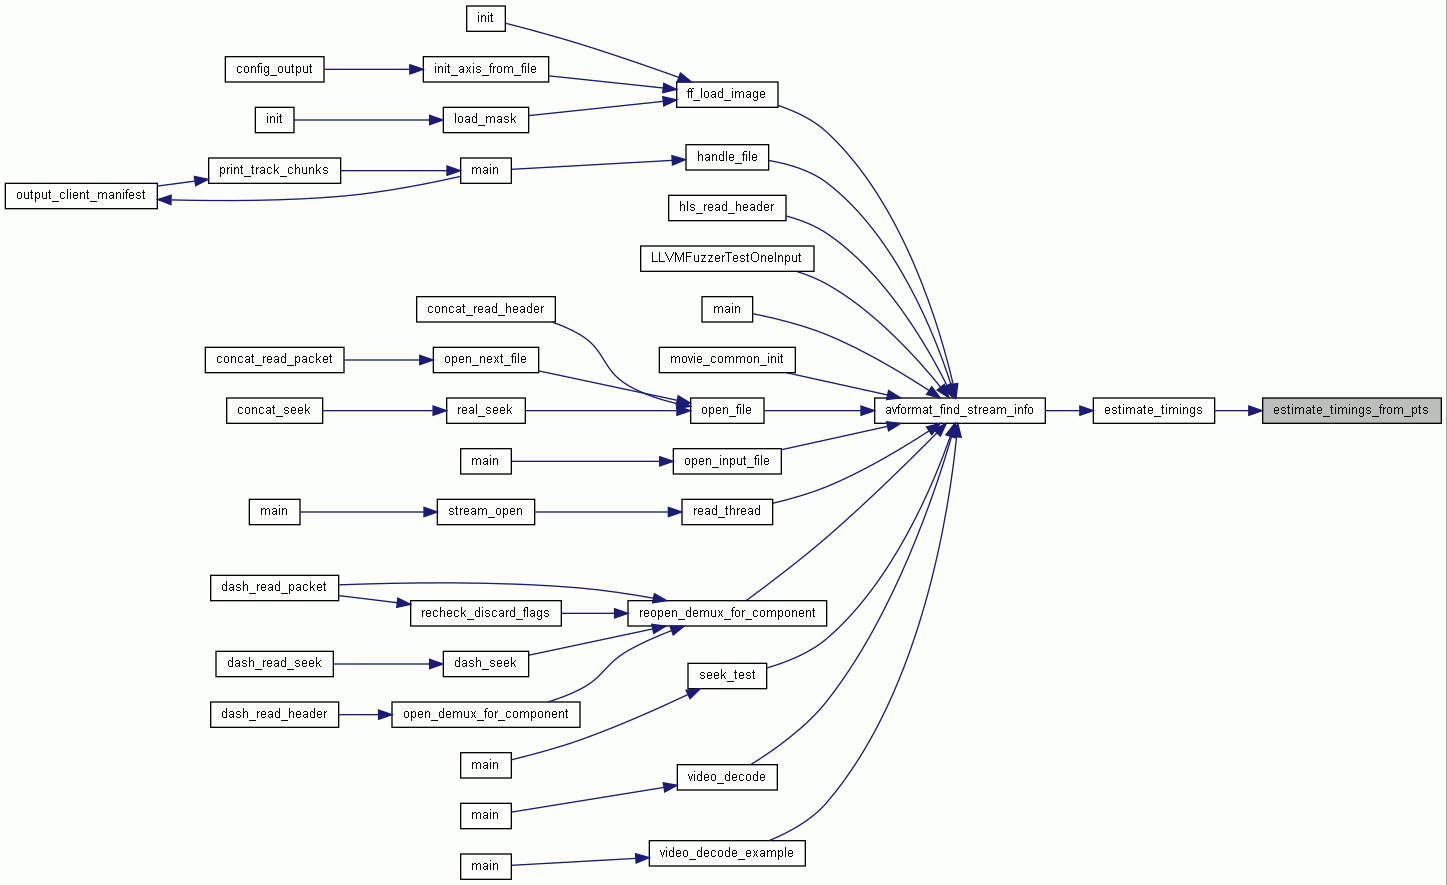 init
config_output
init_axis_from_file
ff_load_image
init
load_mask
handle_file
print_track_chunks
main
output_client_manifest
hls_read_header
LLVMFuzzerTestOneInput
concat_read_header
main
concat_read_packet
open_next_file
movie_common_init
concat_seek
real_seek
open_file
avformat_find_stream_info
estimate_timings
estimate_timings_from_pts
main
open_input_file
main
stream_open
read_thread
dash_read_packet
recheck_discard_flags
reopen_demux_for_component
dash_read_seek
dash_seek
seek_test
dash_read_header
open_demux_for_component
main
video_decode
main
video_decode_example
main